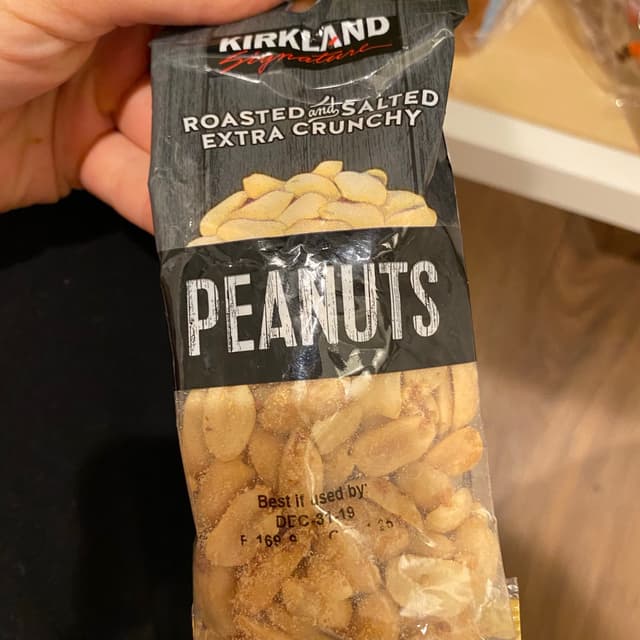 KIRKLAND
Signature
ROASTED and SALTED
EXTRA CRUNCHY
PEANUTS
Best if used by:
DEC-31-19